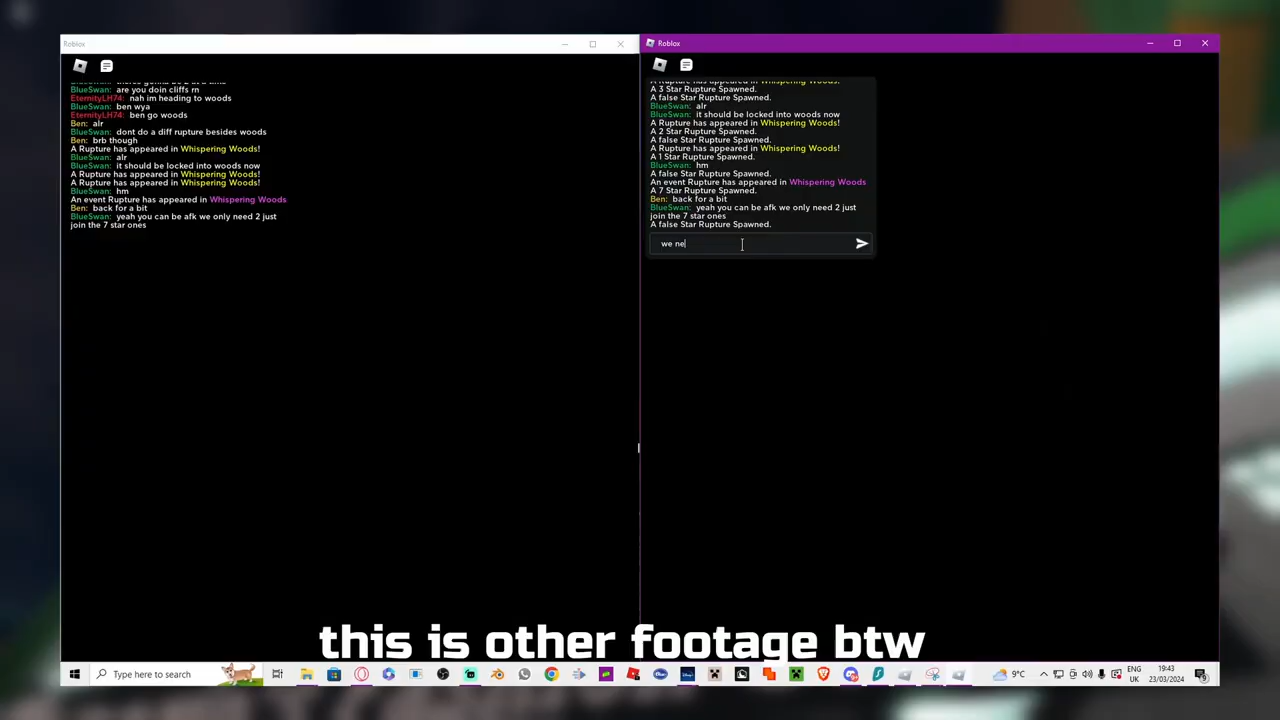 Roblox
BlueSwan: are you doin cliffs rn
EternityLH74: nah im heading to woods
BlueSwan: ben wya
EternityLH74: ben go woods
Ben: alr
BlueSwan: dont do a diff rupture besides woods
Ben: brb though
A Rupture has appeared in Whispering Woods!
BlueSwan: alr
BlueSwan: it should be locked into woods now
A Rupture has appeared in Whispering Woods!
A Rupture has appeared in Whispering Woods!
BlueSwan: hm
An event Rupture has appeared in Whispering Woods
Ben: back for a bit
BlueSwan: yeah you can be afk we only need 2 just
join the 7 star ones
Roblox
A Rupture has appeared in Whispering Woods!
A 3 Star Rupture Spawned.
A false Star Rupture Spawned.
BlueSwan: alr
BlueSwan: it should be locked into woods now
A Rupture has appeared in Whispering Woods!
A 2 Star Rupture Spawned.
A false Star Rupture Spawned.
A Rupture has appeared in Whispering Woods!
A 1 Star Rupture Spawned.
BlueSwan: hm
A false Star Rupture Spawned.
An event Rupture has appeared in Whispering Woods
A 7 Star Rupture Spawned.
Ben: back for a bit
BlueSwan: yeah you can be afk we only need 2 just
join the 7 star ones
A false Star Rupture Spawned.
we ne
this is other footage btw
Type here to search
9°C
ENG
UK
19:43
23/03/2024